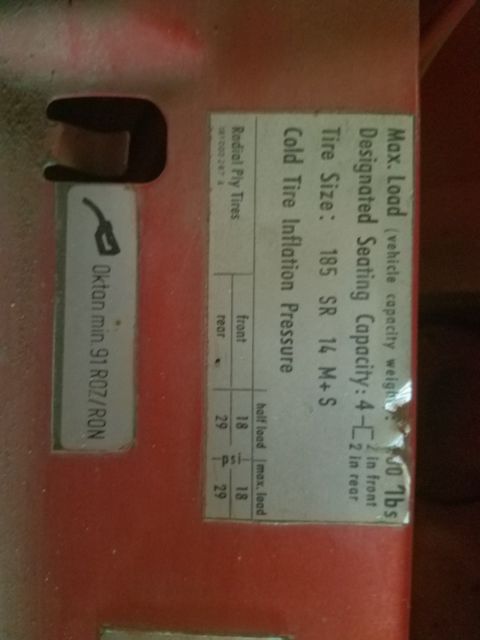 Max. Load (vehicle capacity weight: 00 lbs
Designated Seating Capacity: 4 2 in front
2 in rear
Tire Size: 185 SR 14 M+S
Cold Tire Inflation Pressure
half load max. load
Radial Ply Tires front 18 psi 18
rear 29 29
Oktan min. 91 ROZ/RON